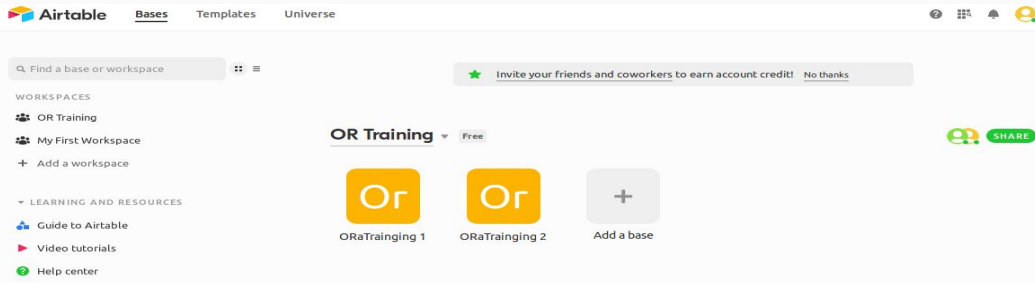 Airtable Bases Templates Universe
Find a base or workspace
Invite your friends and coworkers to earn account credit! No thanks
WORKSPACES
OR Training
My First Workspace
+ Add a workspace
LEARNING AND RESOURCES
Guide to Airtable
Video tutorials
Help center
OR Training Free
SHARE
Or Or +
ORaTrainging 1 ORaTrainging 2 Add a base